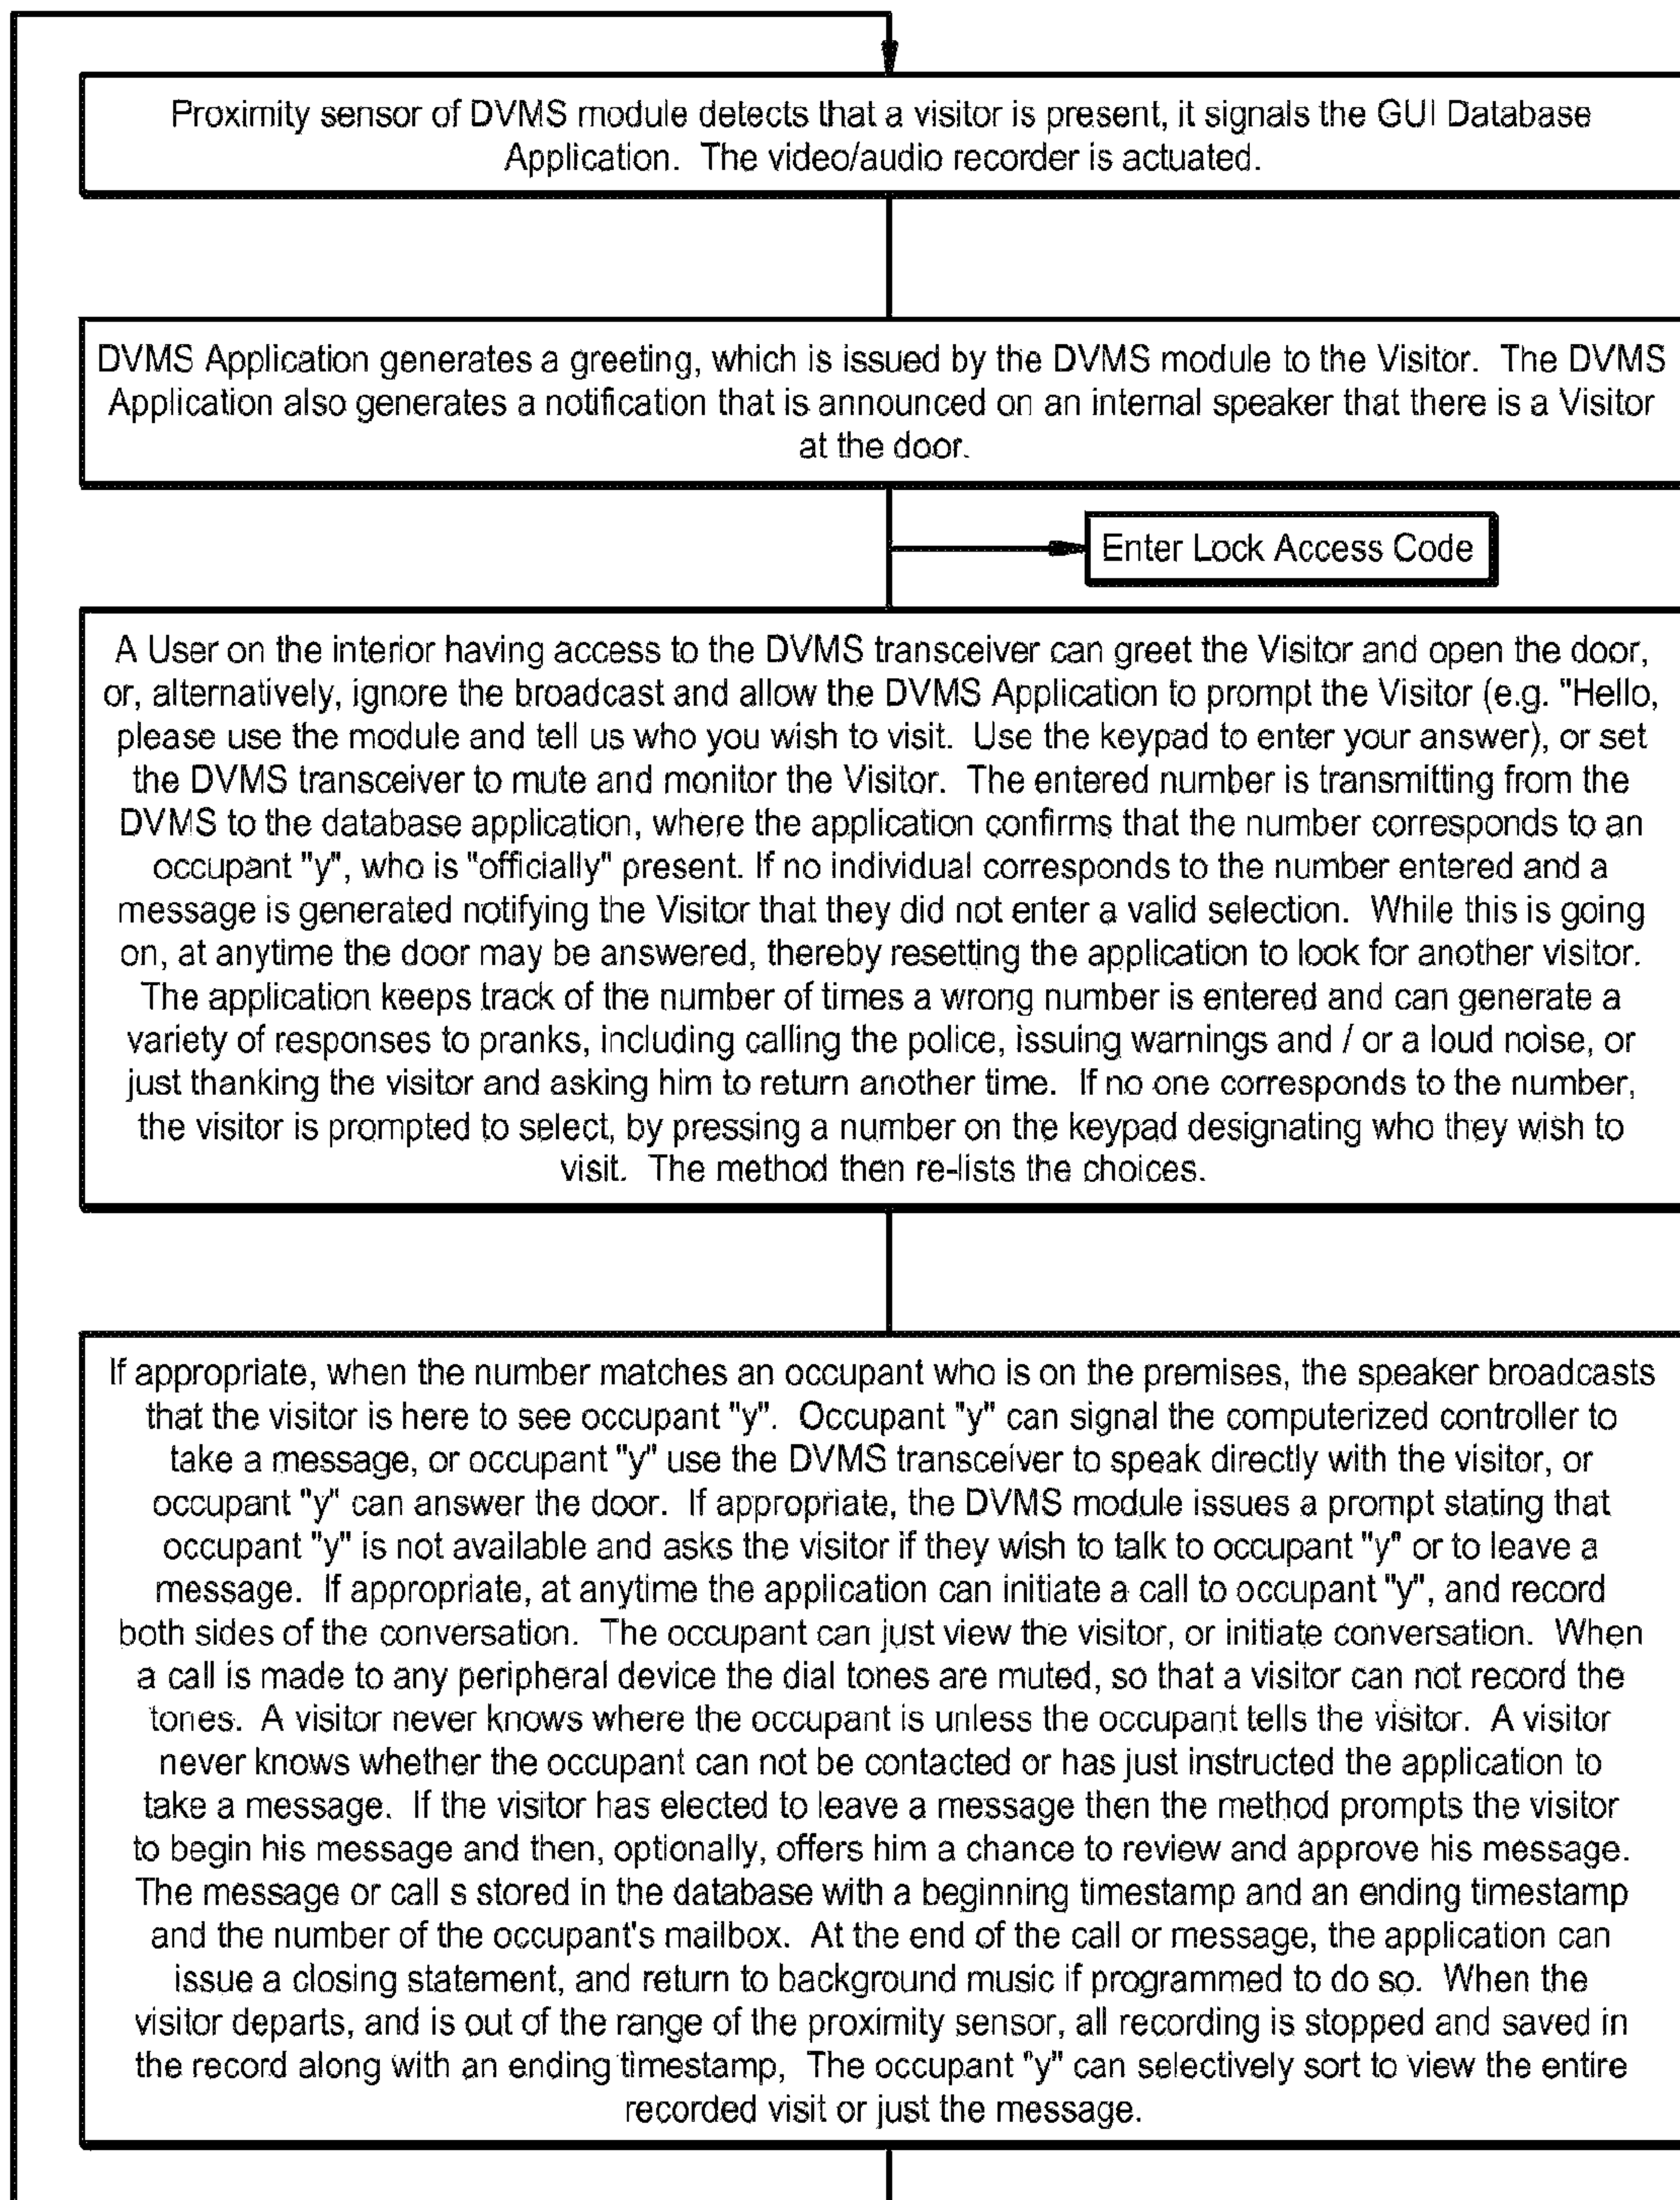 Proximity sensor of DVMS module detects that a visitor is present, it signals the GUI Database
Application. The video/audio recorder is actuated.
DVMS Application generates a greeting, which is issued by the DVMS module to the Visitor. The DVMS
Application also generates a notification that is announced on an internal speaker that there is a Visitor
at the door.
Enter Lock Access Code
A User on the interior having access to the DVMS transceiver can greet the Visitor and open the door,
or, alternatively, ignore the broadcast and allow the DVMS Application to prompt the Visitor (e.g. "Hello,
please use the module and tell us who you wish to visit. Use the keypad to enter your answer), or set
the DVMS transceiver to mute and monitor the Visitor. The entered number is transmitting from the
DVMS to the database application, where the application confirms that the number corresponds to an
occupant "y", who is "officially" present. If no individual corresponds to the number entered and a
message is generated notifying the Visitor that they did not enter a valid selection. While this is going
on, at anytime the door may be answered, thereby resetting the application to look for another visitor.
The application keeps track of the number of times a wrong number is entered and can generate a
variety of responses to pranks, including calling the police, issuing warnings and / or a loud noise, or
just thanking the visitor and asking him to return another time. If no one corresponds to the number,
the visitor is prompted to select, by pressing a number on the keypad designating who they wish to
visit. The method then re-lists the choices.
If appropriate, when the number matches an occupant who is on the premises, the speaker broadcasts
that the visitor is here to see occupant "y". Occupant "y" can signal the computerized controller to
take a message, or occupant "y" use the DVMS transceiver to speak directly with the visitor, or
occupant "y" can answer the door. If appropriate, the DVMS module issues a prompt stating that
occupant "y" is not available and asks the visitor if they wish to talk to occupant "y" or to leave a
message. If appropriate, at anytime the application can initiate a call to occupant "y", and record
both sides of the conversation. The occupant can just view the visitor, or initiate conversation. When
a call is made to any peripheral device the dial tones are muted, so that a visitor can not record the
tones. A visitor never knows where the occupant is unless the occupant tells the visitor. A visitor
never knows whether the occupant can not be contacted or has just instructed the application to
take a message. If the visitor has elected to leave a message then the method prompts the visitor
to begin his message and then, optionally, offers him a chance to review and approve his message.
The message or call s stored in the database with a beginning timestamp and an ending timestamp
and the number of the occupant's mailbox. At the end of the call or message, the application can
issue a closing statement, and return to background music if programmed to do so. When the
visitor departs, and is out of the range of the proximity sensor, all recording is stopped and saved in
the record along with an ending timestamp, The occupant "y" can selectively sort to view the entire
recorded visit or just the message.